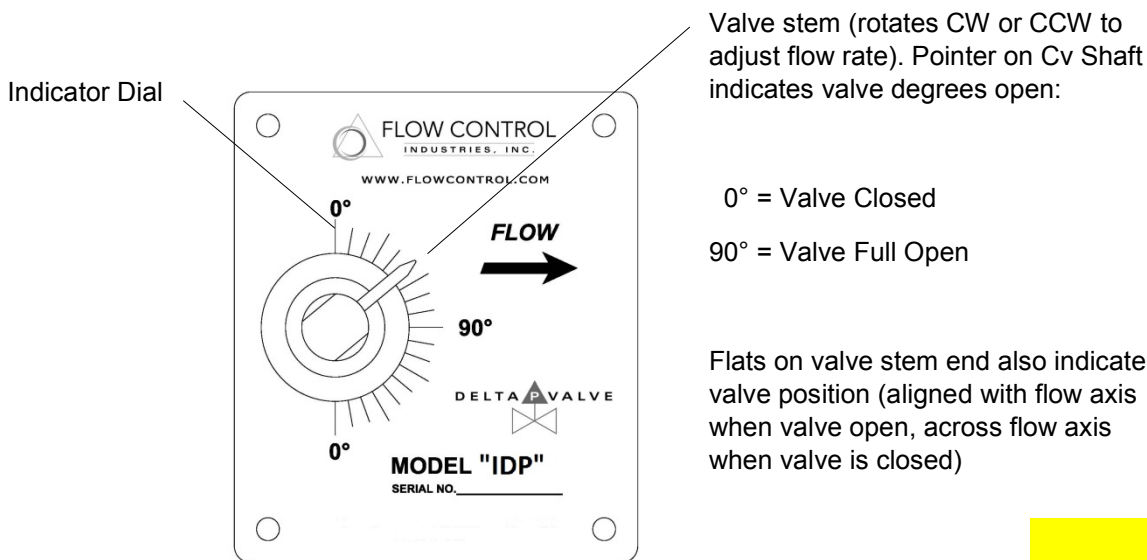 Valve stem (rotates CW or CCW to
adjust flow rate). Pointer on Cv Shaft
indicates valve degrees open:
Indicator Dial
FLOW CONTROL
INDUSTRIES, INC.
WWW.FLOWCONTROL.COM
0°
FLOW
0° = Valve Closed
90° = Valve Full Open
90°
Flats on valve stem end also indicate
valve position (aligned with flow axis
when valve open, across flow axis
when valve is closed)
DELTA P VALVE
0°
MODEL "IDP"
SERIAL NO.